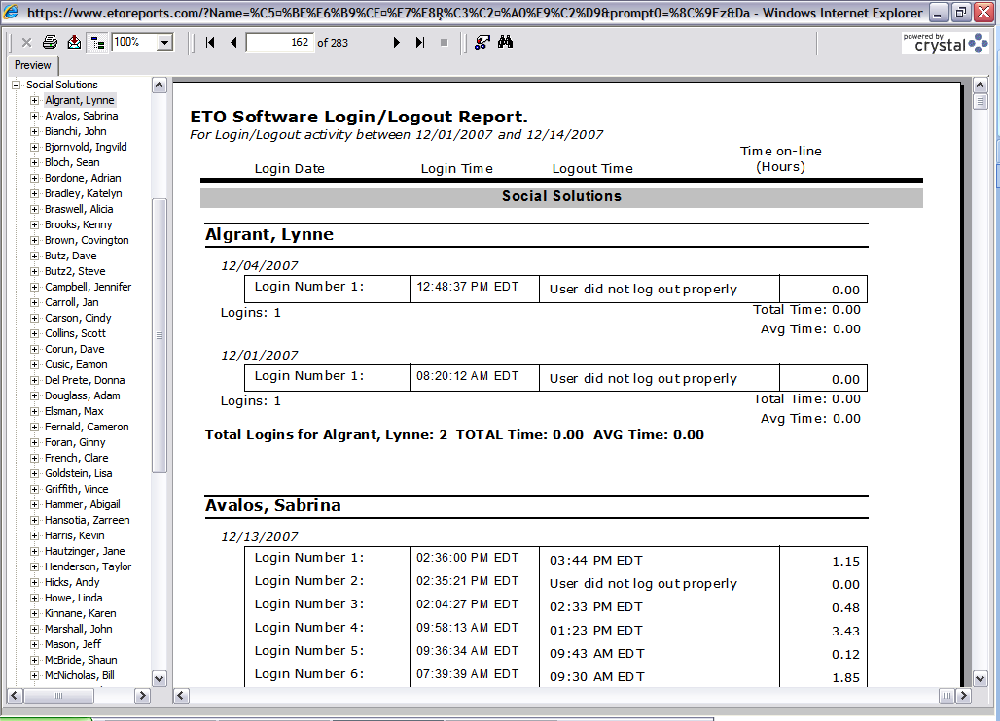 https://www.etoreports.com/?Name=%C5¤%BE%E6%B9%CE¤%E7%E8Ŗ%C3%C2¤%A0%E9%C2%D9&prompt0=%8C%9Fz&Da - Windows Internet Explorer
100%
162 of 283
powered by
crystal
Preview
Social Solutions
Algrant, Lynne
Avalos, Sabrina
Bianchi, John
Bjornvold, Ingvild
Bloch, Sean
Bordone, Adrian
Bradley, Katelyn
Braswell, Alicia
Brooks, Kenny
Brown, Covington
Butz, Dave
Butz2, Steve
Campbell, Jennifer
Carroll, Jan
Carson, Cindy
Collins, Scott
Corun, Dave
Cusic, Eamon
Del Prete, Donna
Douglass, Adam
Elsman, Max
Fernald, Cameron
Foran, Ginny
French, Clare
Goldstein, Lisa
Griffith, Vince
Hammer, Abigail
Hansotia, Zarreen
Harris, Kevin
Hautzinger, Jane
Henderson, Taylor
Hicks, Andy
Howe, Linda
Kinnane, Karen
Marshall, John
Mason, Jeff
McBride, Shaun
McNicholas, Bill
ETO Software Login/Logout Report.
For Login/Logout activity between 12/01/2007 and 12/14/2007
Login Date Login Time Logout Time Time on-line
(Hours)
Social Solutions
Algrant, Lynne
12/04/2007
Login Number 1: 12:48:37 PM EDT User did not log out properly 0.00
Logins: 1 Total Time: 0.00
Avg Time: 0.00
12/01/2007
Login Number 1: 08:20:12 AM EDT User did not log out properly 0.00
Logins: 1 Total Time: 0.00
Avg Time: 0.00
Total Logins for Algrant, Lynne: 2 TOTAL Time: 0.00 AVG Time: 0.00
Avalos, Sabrina
12/13/2007
Login Number 1: 02:36:00 PM EDT 03:44 PM EDT 1.15
Login Number 2: 02:35:21 PM EDT User did not log out properly 0.00
Login Number 3: 02:04:27 PM EDT 02:33 PM EDT 0.48
Login Number 4: 09:58:13 AM EDT 01:23 PM EDT 3.43
Login Number 5: 09:36:34 AM EDT 09:43 AM EDT 0.12
Login Number 6: 07:39:39 AM EDT 09:30 AM EDT 1.85